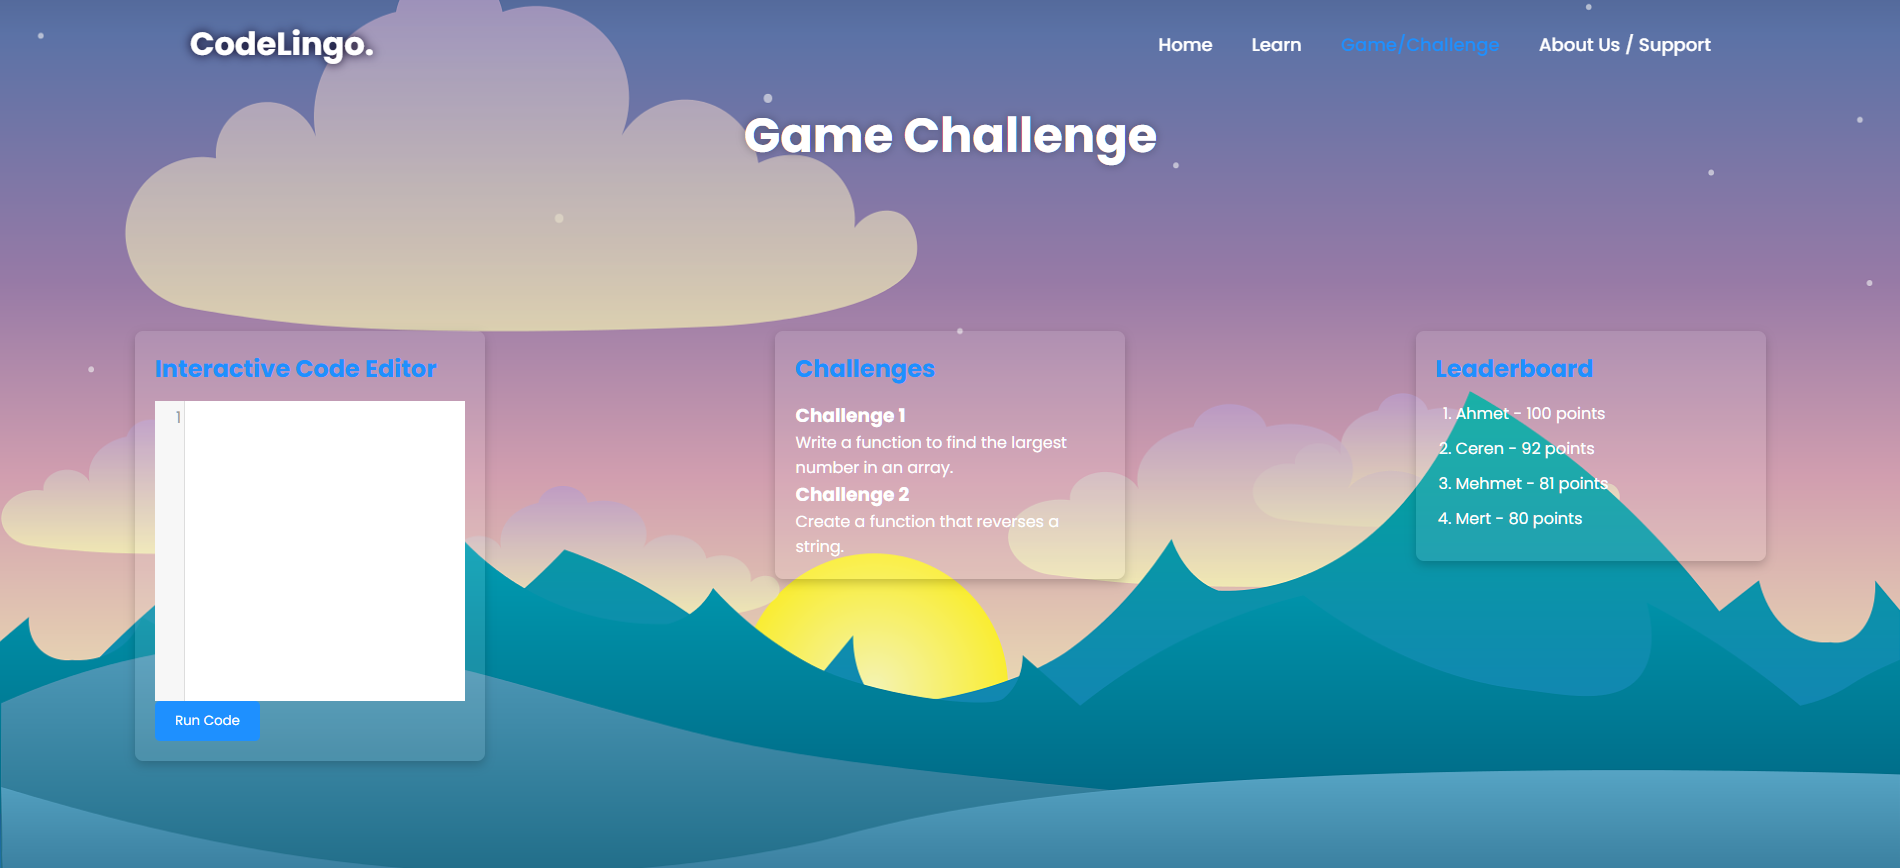 CodeLingo.
Home Learn Game/Challenge About Us / Support
Game Challenge
Interactive Code Editor
1
Run Code
Challenges
Challenge 1
Write a function to find the largest
number in an array.
Challenge 2
Create a function that reverses a
string.
Leaderboard
1. Ahmet - 100 points
2. Ceren - 92 points
3. Mehmet - 81 points
4. Mert - 80 points